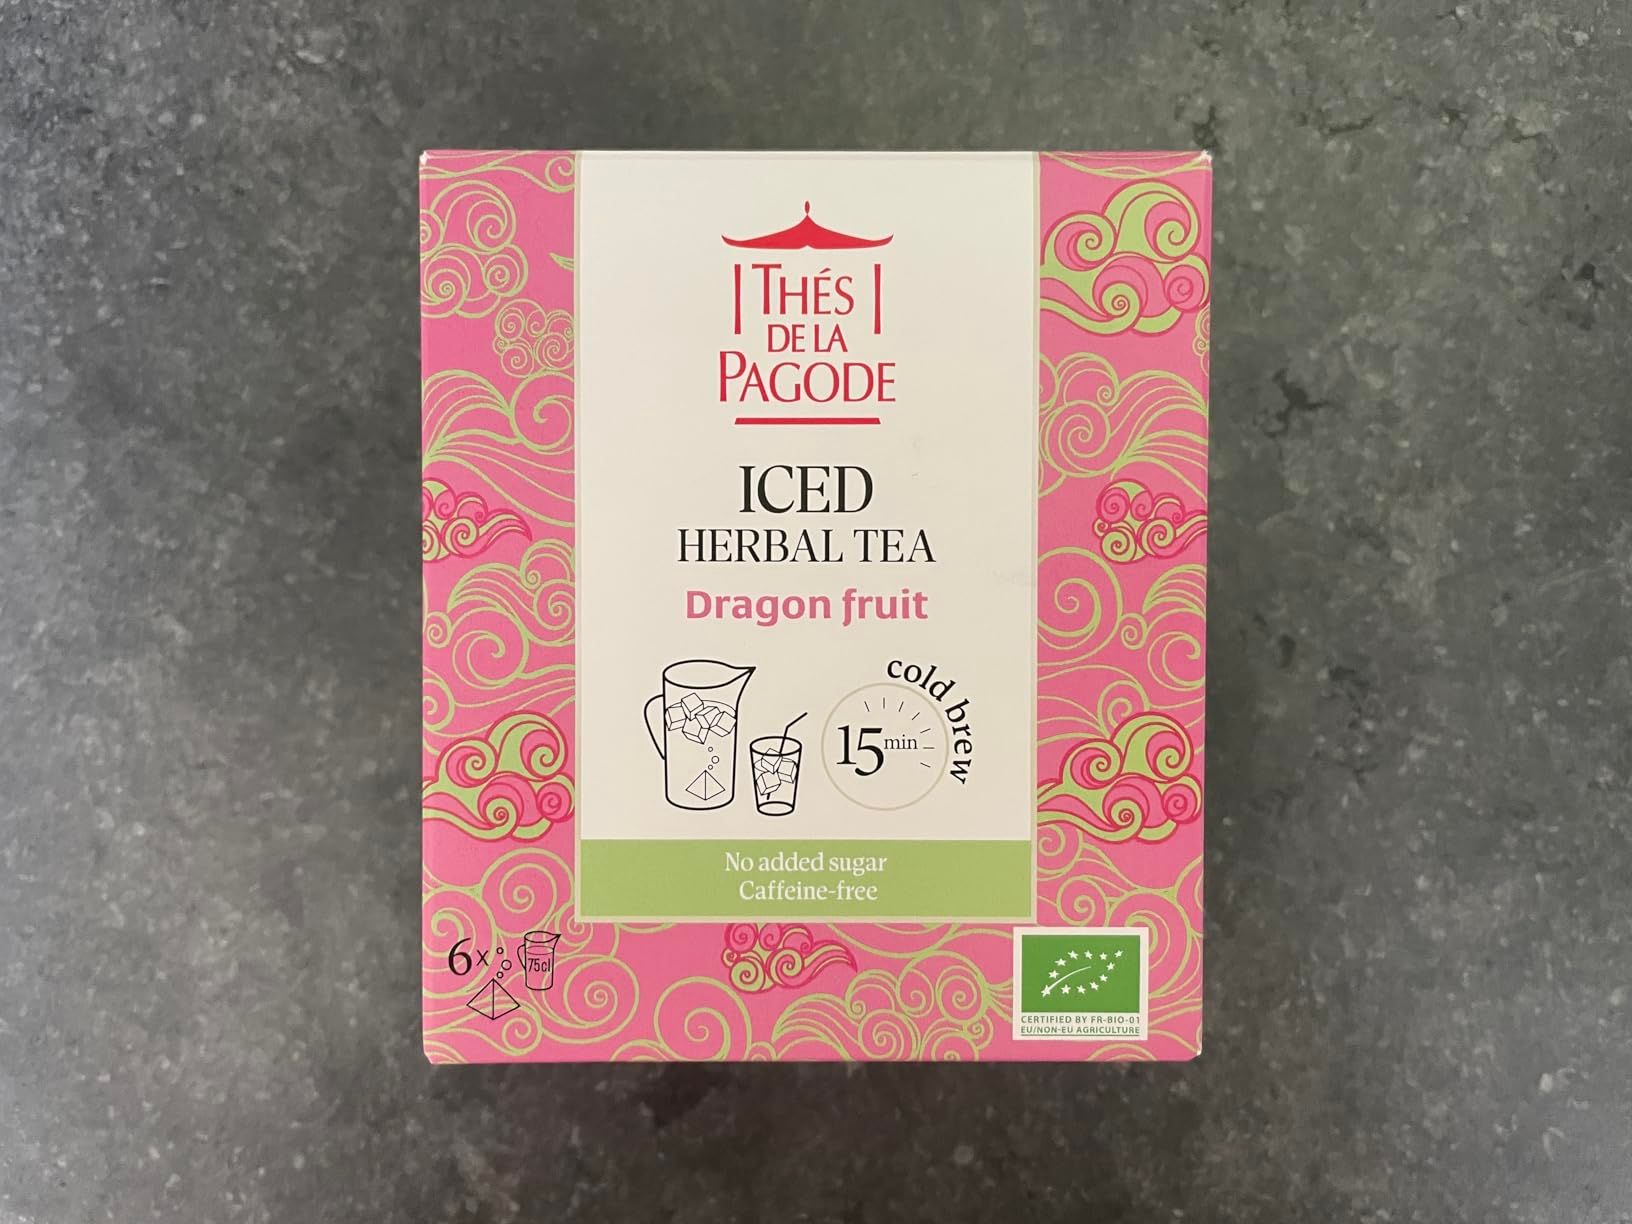 THÉS
DE LA
PAGODE
ICED
HERBAL TEA
Dragon fruit
cold brew
15 min
No added sugar
Caffeine-free
6x
75cl
CERTIFIED BY FR-BIO-01
EU/NON-EU AGRICULTURE